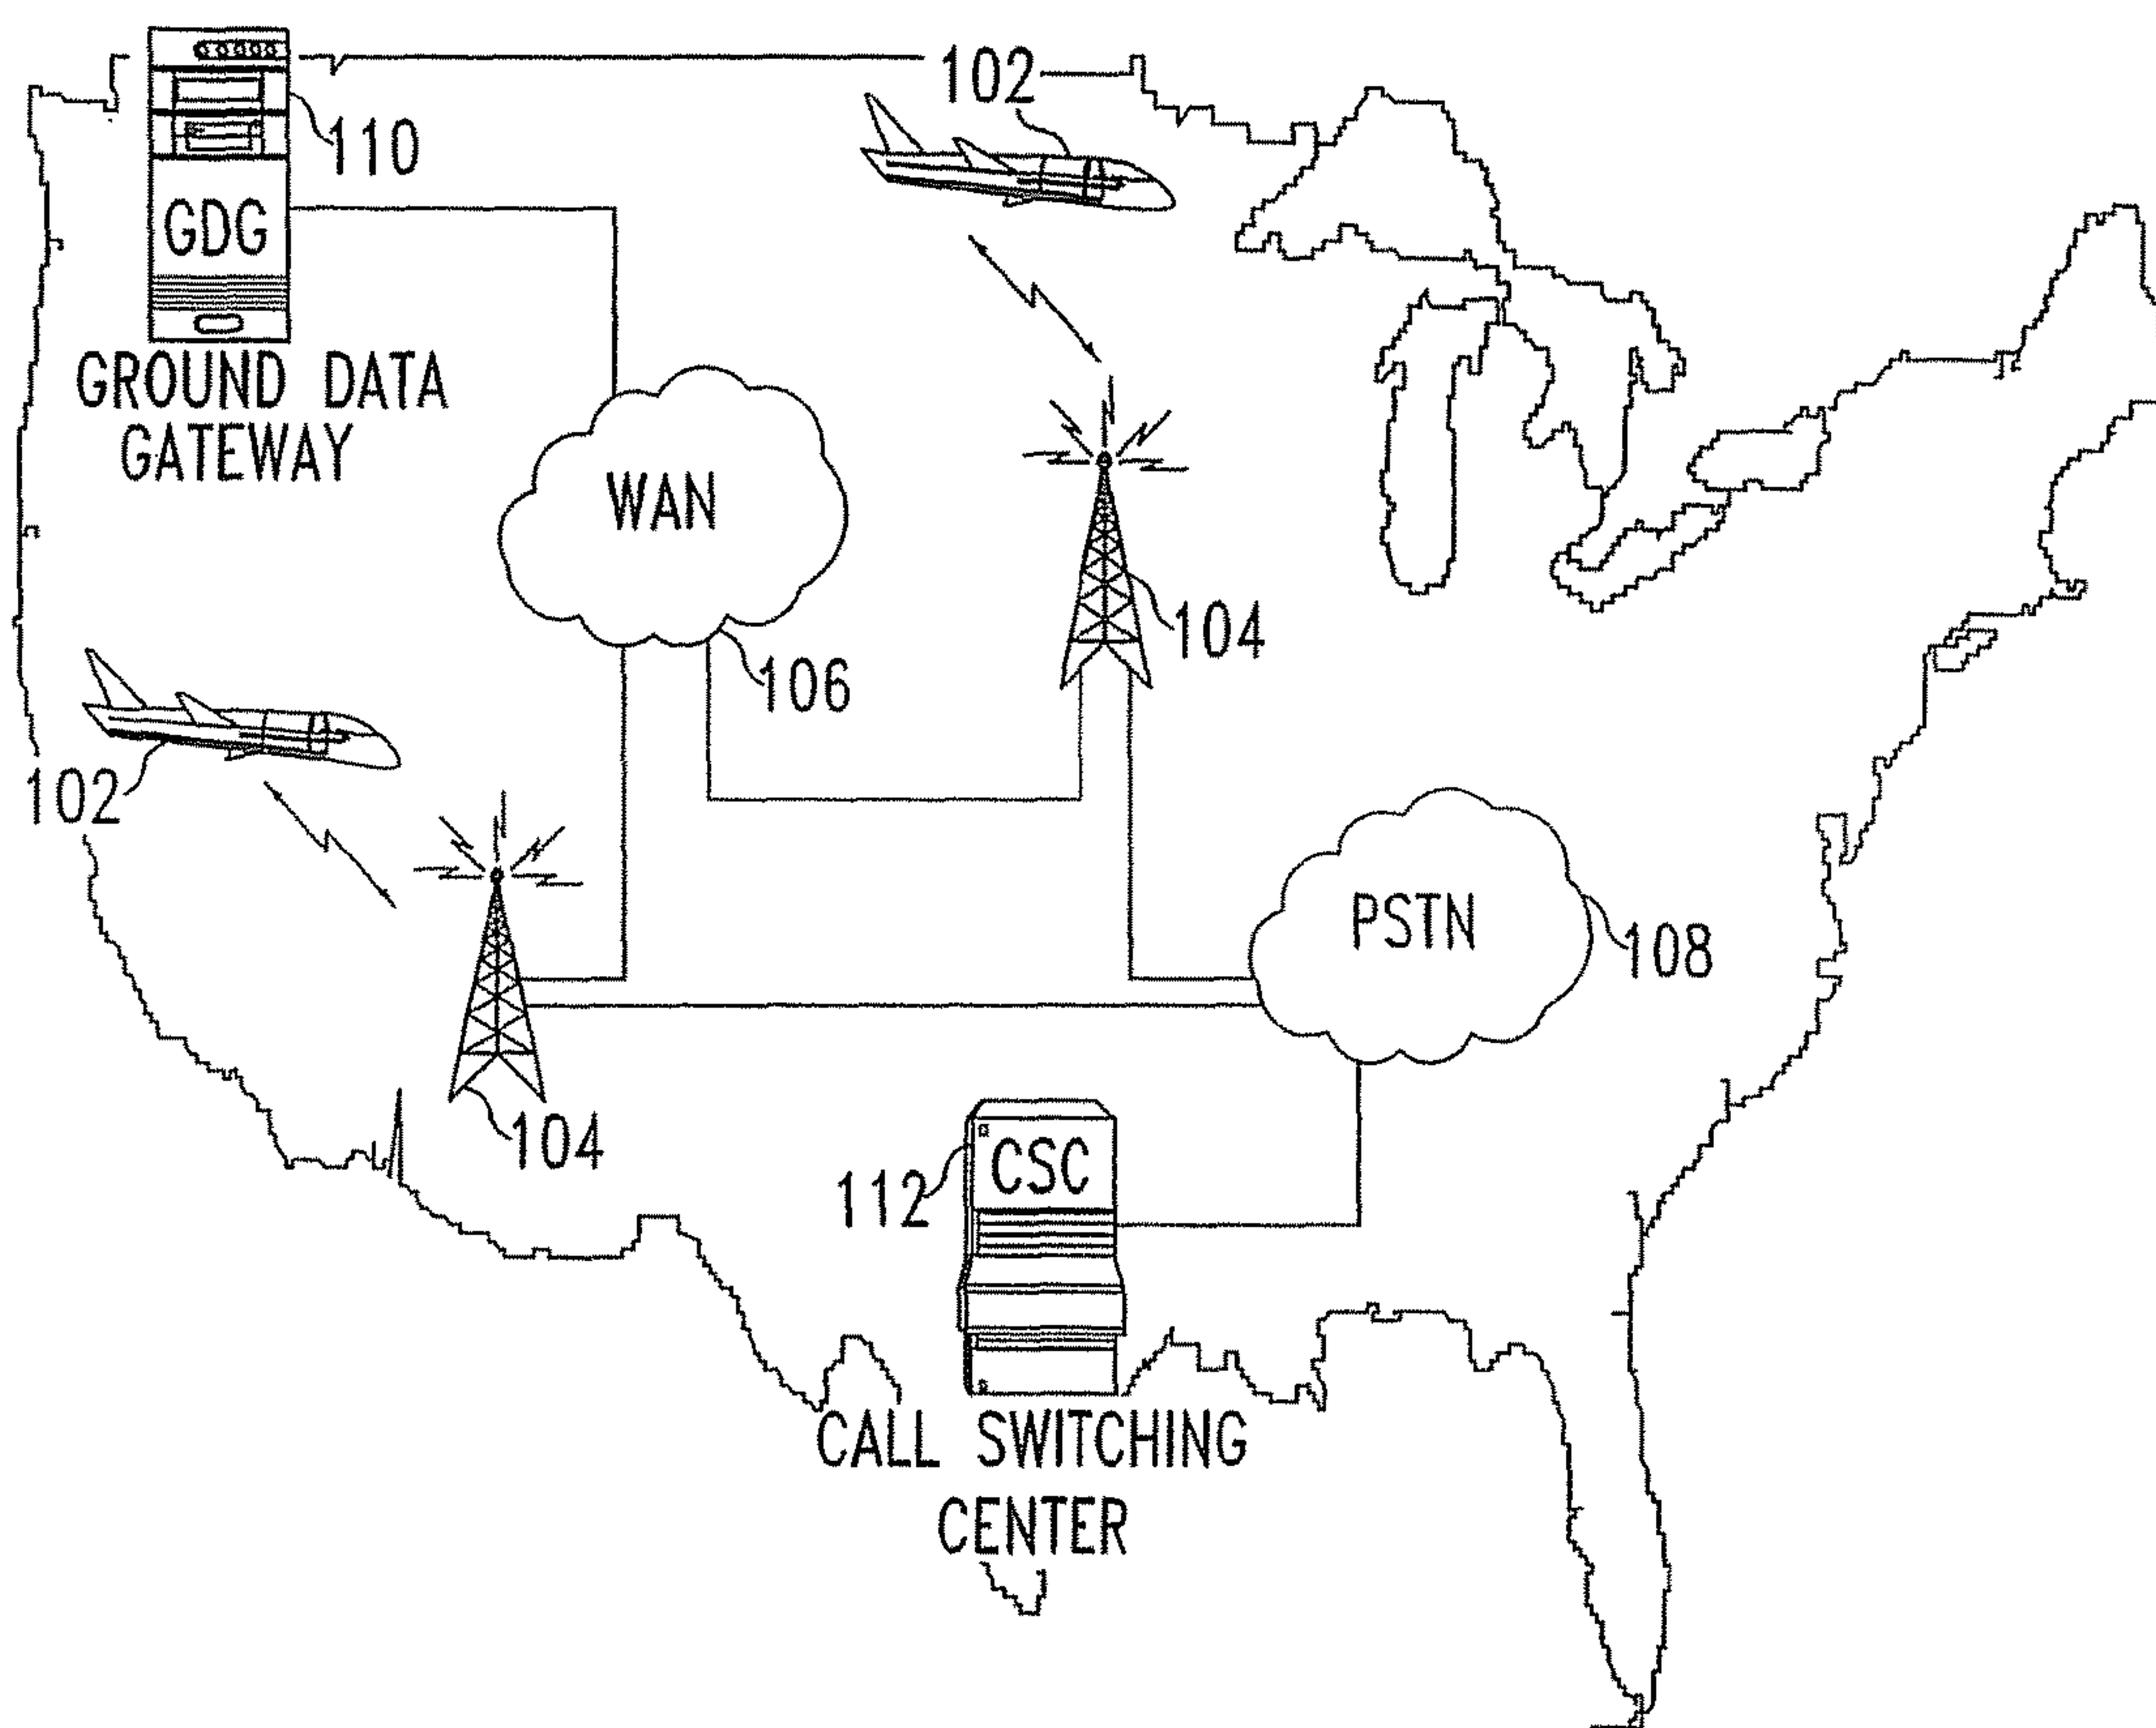 102
110
GDG
GROUND DATA
GATEWAY
WAN
104
106
102
PSTN
108
104
112
CSC
CALL SWITCHING
CENTER